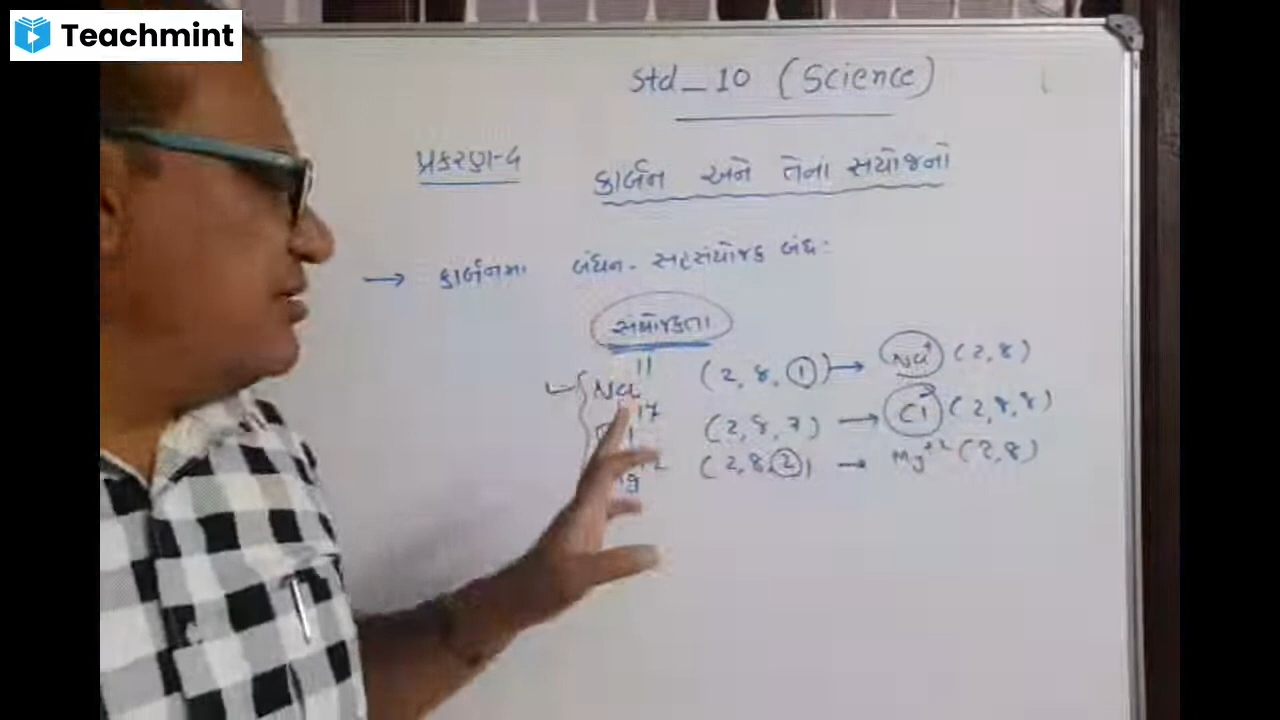 Teachmint
Std_10 (Science)
પ્રકરણ-૪
કાર્બન અને તેના સંયોજનો
→ કાર્બનમાં બંધન - સહસંયોજક બંધ :
સંયોજકતા
Na 11 (2, 8, 1) → Na⁺ (2, 8)
17 (2, 8, 7) → Cl⁻ (2, 8, 8)
(2, 8, 2) → Mg⁺² (2, 8)